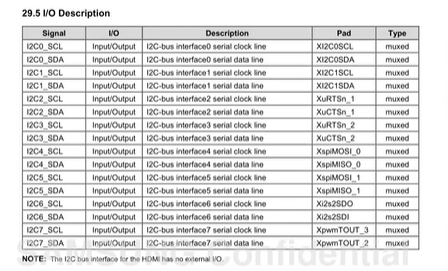 29.5 I/O Description
Signal I/O Description Pad Type
I2C0_SCL Input/Output I2C-bus interface0 serial clock line XI2C0SCL muxed
I2C0_SDA Input/Output I2C-bus interface0 serial data line XI2C0SDA muxed
I2C1_SCL Input/Output I2C-bus interface1 serial clock line XI2C1SCL muxed
I2C1_SDA Input/Output I2C-bus interface1 serial data line XI2C1SDA muxed
I2C2_SCL Input/Output I2C-bus interface2 serial clock line XuRTSn_1 muxed
I2C2_SDA Input/Output I2C-bus interface2 serial data line XuCTSn_1 muxed
I2C3_SCL Input/Output I2C-bus interface3 serial clock line XuRTSn_2 muxed
I2C3_SDA Input/Output I2C-bus interface3 serial data line XuCTSn_2 muxed
I2C4_SCL Input/Output I2C-bus interface4 serial clock line XspiMOSI_0 muxed
I2C4_SDA Input/Output I2C-bus interface4 serial data line XspiMISO_0 muxed
I2C5_SCL Input/Output I2C-bus interface5 serial clock line XspiMOSI_1 muxed
I2C5_SDA Input/Output I2C-bus interface5 serial data line XspiMISO_1 muxed
I2C6_SCL Input/Output I2C-bus interface6 serial clock line Xi2s2SDO muxed
I2C6_SDA Input/Output I2C-bus interface6 serial data line Xi2s2SDI muxed
I2C7_SCL Input/Output I2C-bus interface7 serial clock line XpwmTOUT_3 muxed
I2C7_SDA Input/Output I2C-bus interface7 serial data line XpwmTOUT_2 muxed
NOTE: The I2C bus interface for the HDMI has no external I/O.